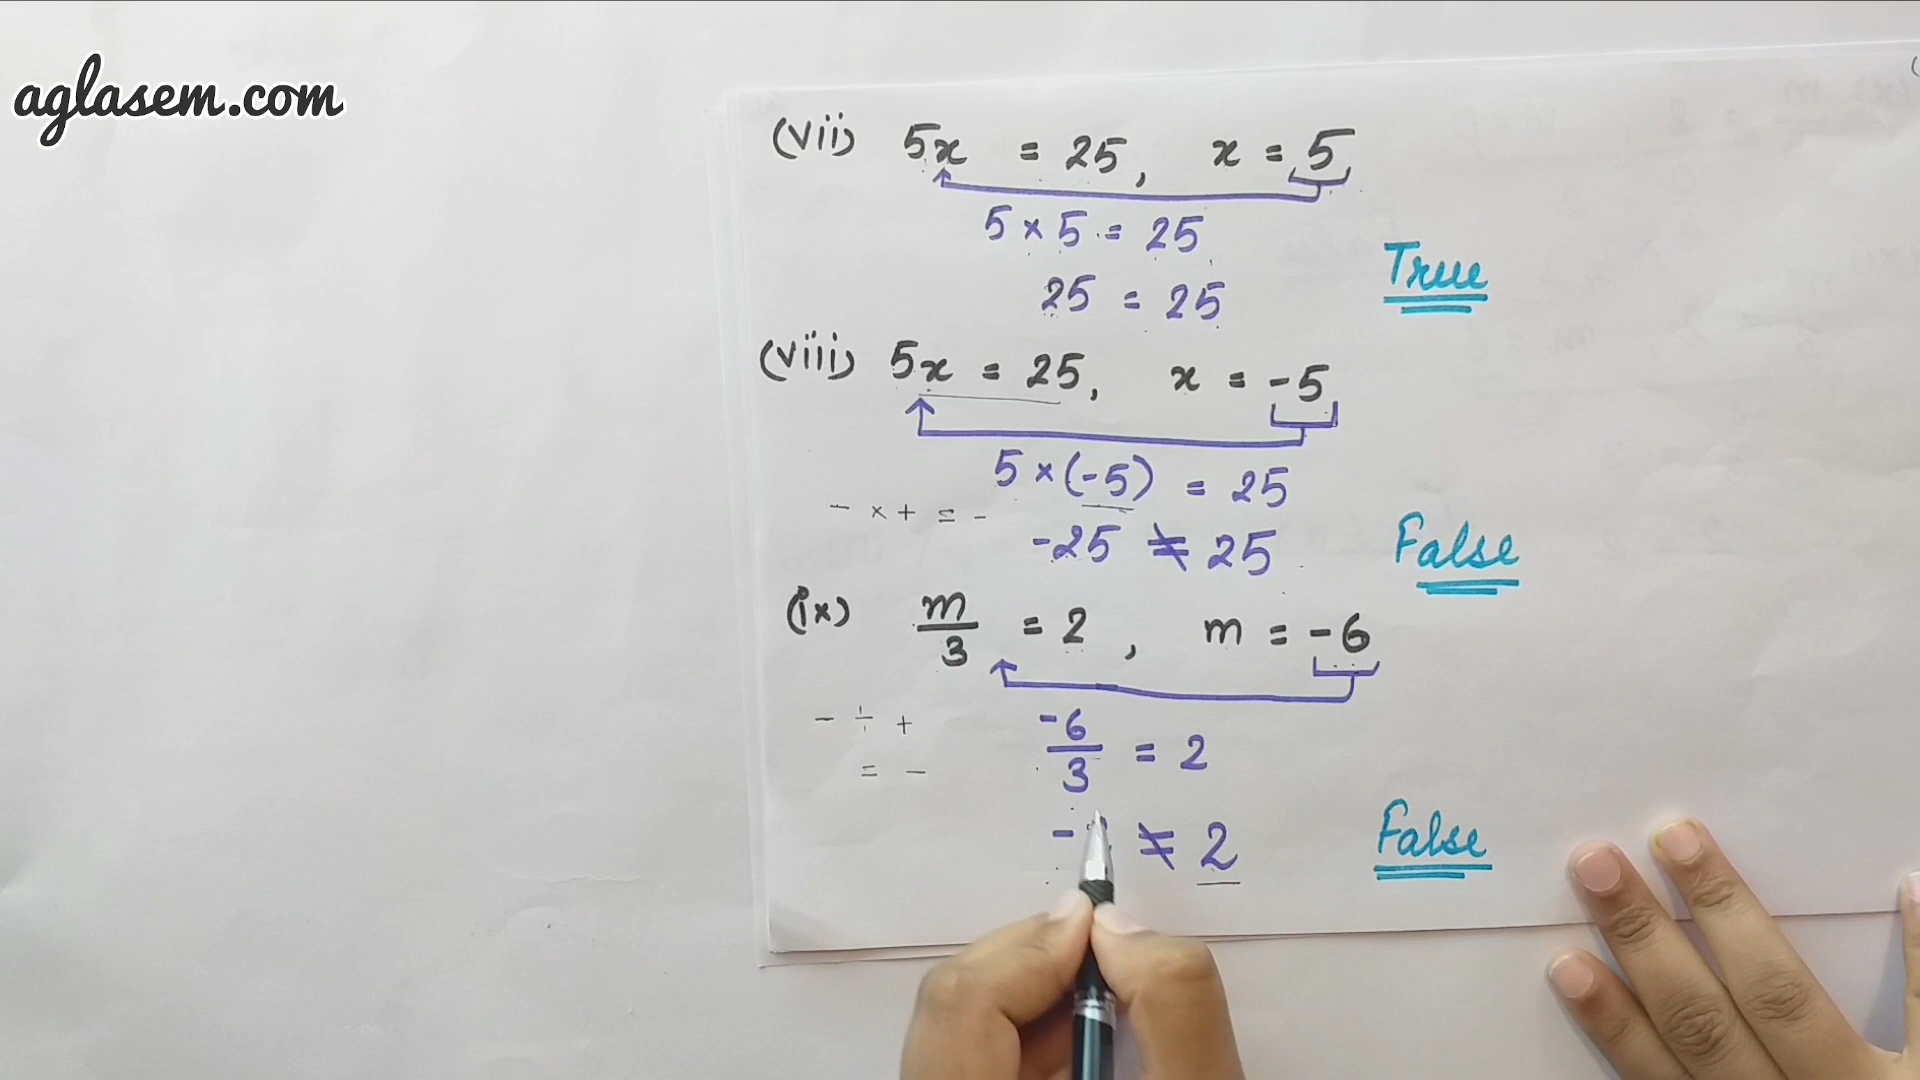 aglasem.com
(vii) 5x = 25, x = 5
5 × 5 = 25
25 = 25
True
(viii) 5x = 25, x = -5
5 × (-5) = 25
- × + = -
-25 ≠ 25
False
(ix) m/3 = 2, m = -6
- ÷ +
= -
-6/3 = 2
≠ 2
False